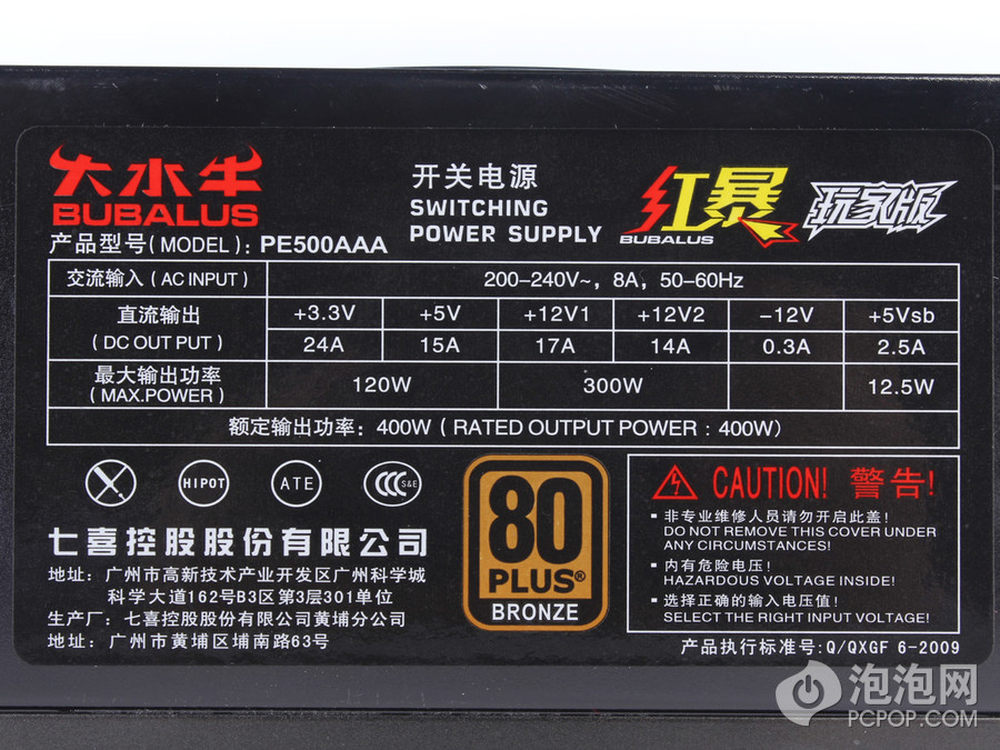 大水牛
BUBALUS
开关电源
SWITCHING
POWER SUPPLY
红暴
BUBALUS
玩家版
产品型号(MODEL): PE500AAA
交流输入(AC INPUT) 200-240V~, 8A, 50-60Hz
直流输出 +3.3V +5V +12V1 +12V2 -12V +5Vsb
(DC OUT PUT) 24A 15A 17A 14A 0.3A 2.5A
最大输出功率
(MAX.POWER) 120W 300W 12.5W
额定输出功率: 400W(RATED OUTPUT POWER : 400W)
HIPOT
ATE
CCC S&E
七喜控股股份有限公司
地址: 广州市高新技术产业开发区广州科学城
科学大道162号B3区第3层301单位
生产厂: 七喜控股股份有限公司黄埔分公司
地址: 广州市黄埔区埔南路63号
80
PLUS®
BRONZE
CAUTION! 警告!
非专业维修人员请勿开启此盖!
DO NOT REMOVE THIS COVER UNDER
ANY CIRCUMSTANCES!
内有危险电压!
HAZARDOUS VOLTAGE INSIDE!
选择正确的输入电压值!
SELECT THE RIGHT INPUT VOLTAGE!
产品执行标准号:Q/QXGF 6-2009
泡泡网
PCPOP.COM